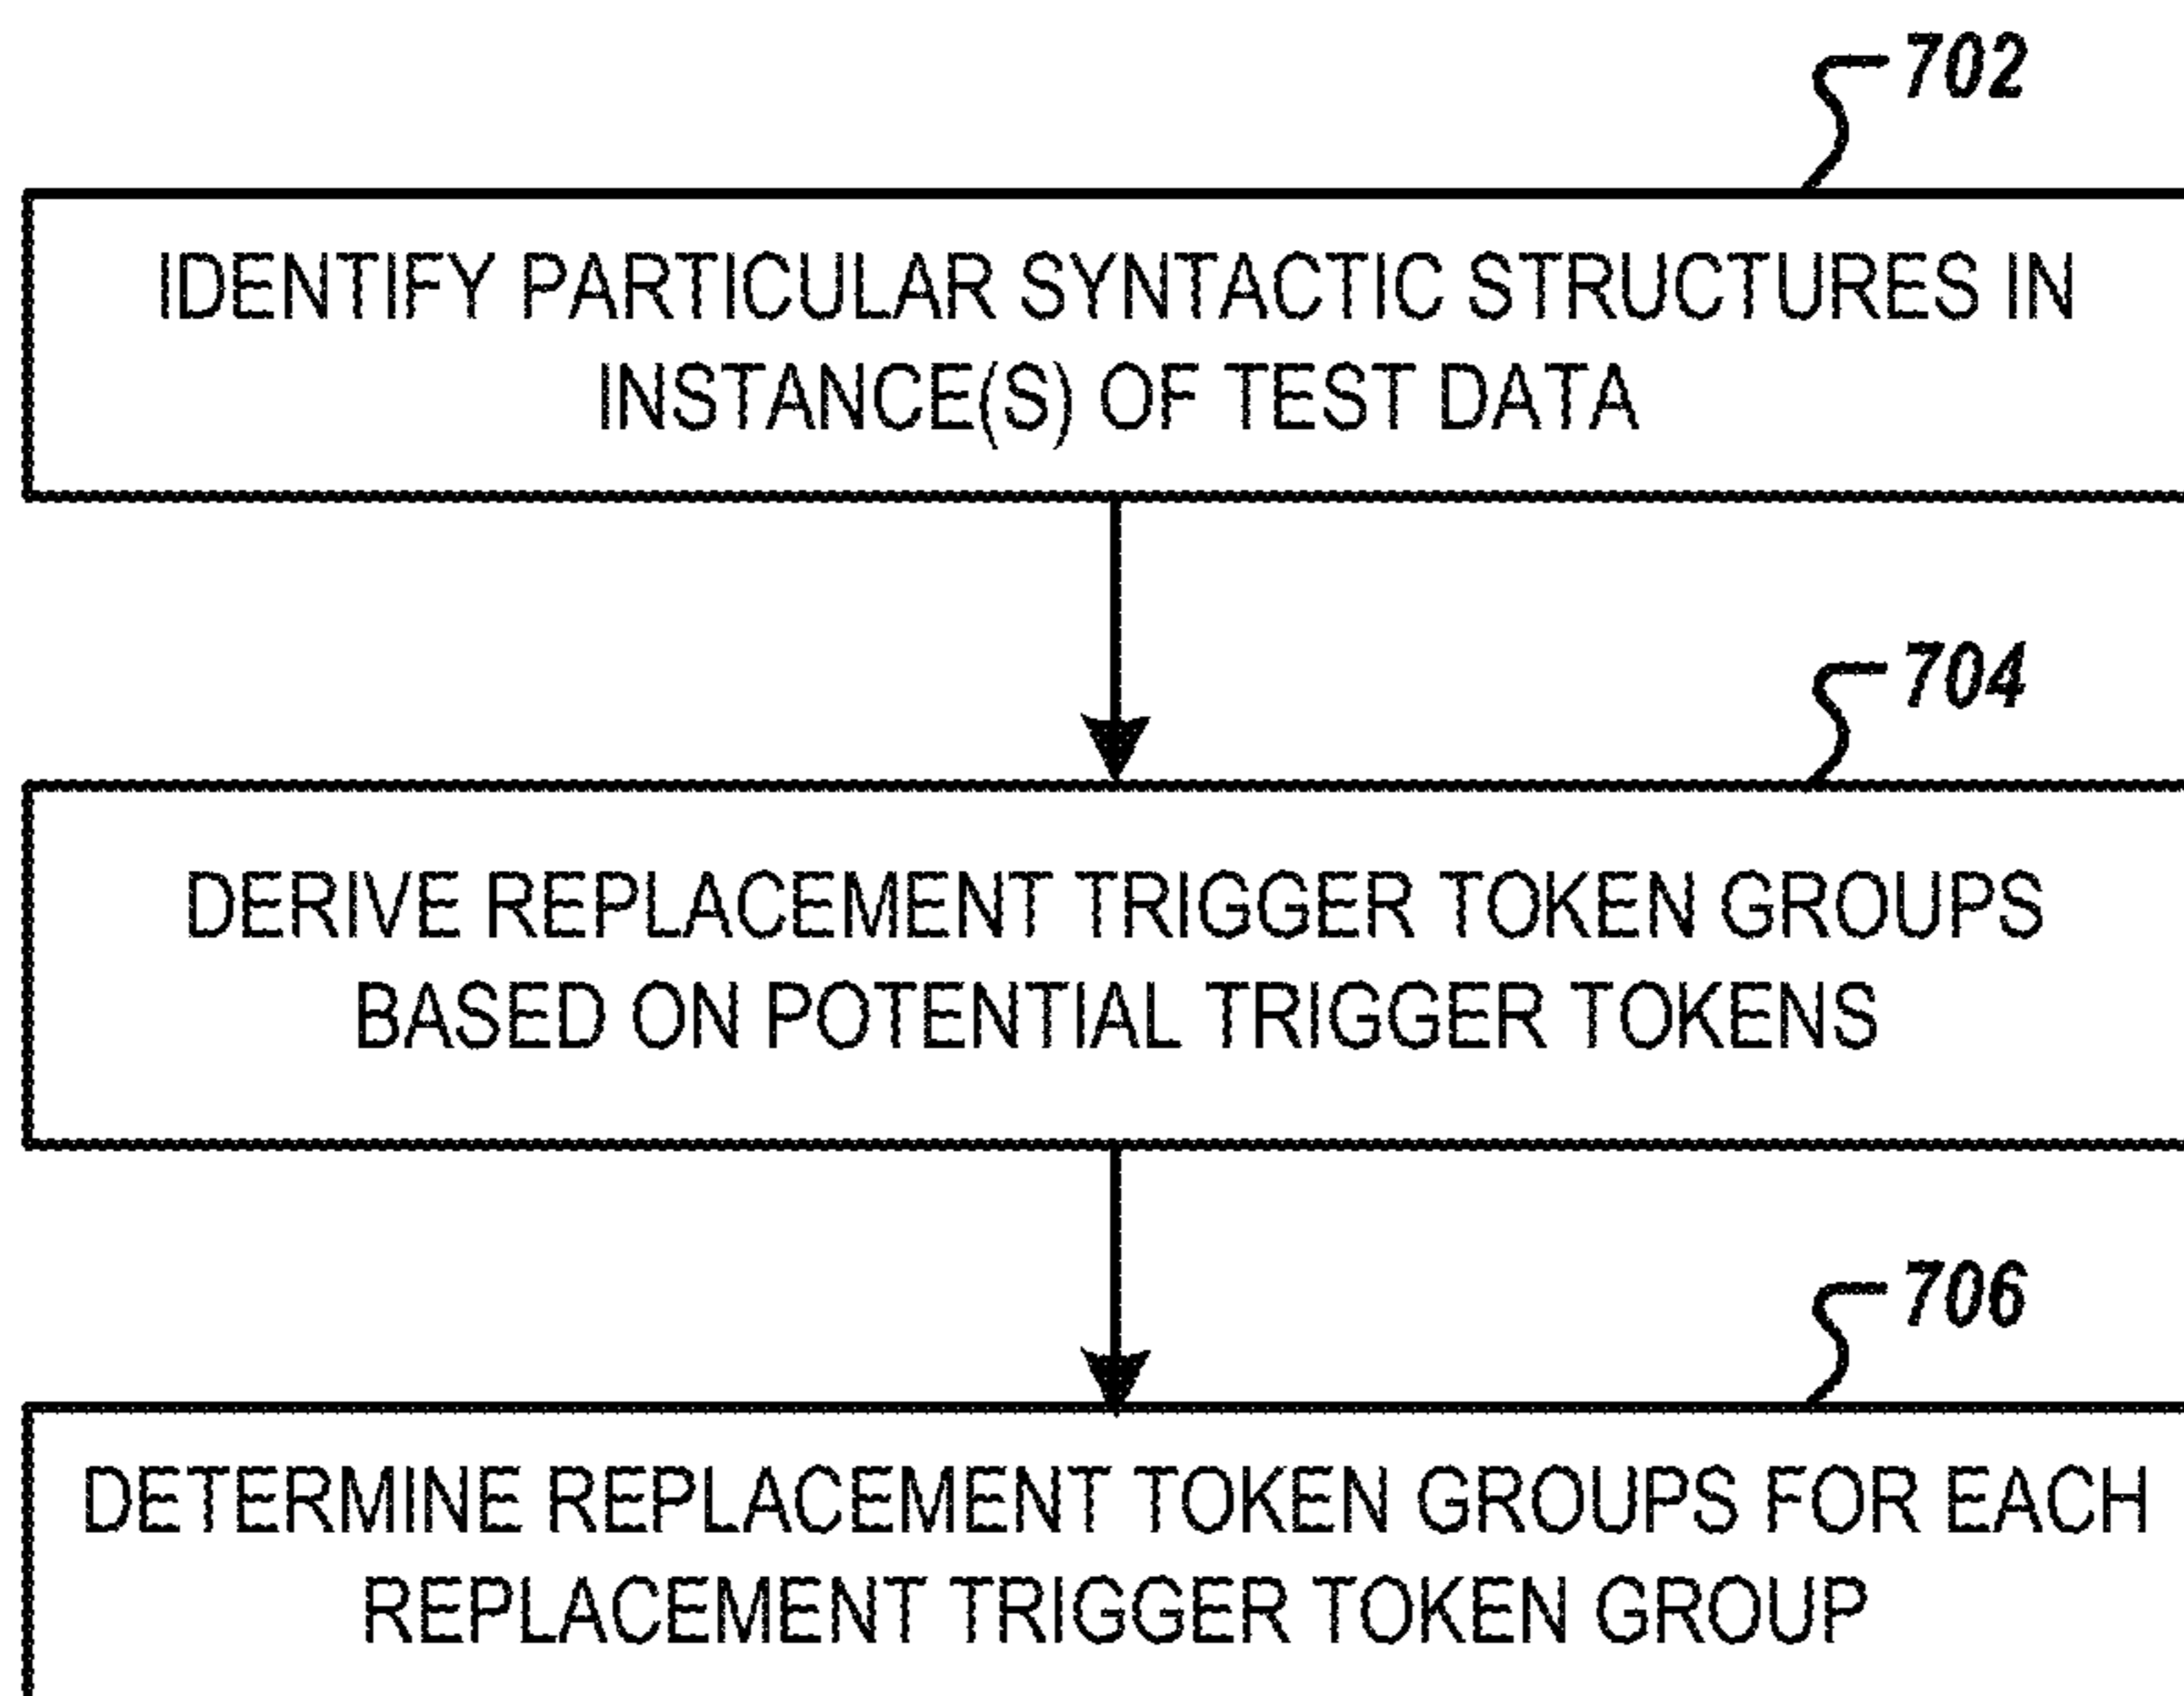 702
IDENTIFY PARTICULAR SYNTACTIC STRUCTURES IN
INSTANCE(S) OF TEST DATA
704
DERIVE REPLACEMENT TRIGGER TOKEN GROUPS
BASED ON POTENTIAL TRIGGER TOKENS
706
DETERMINE REPLACEMENT TOKEN GROUPS FOR EACH
REPLACEMENT TRIGGER TOKEN GROUP